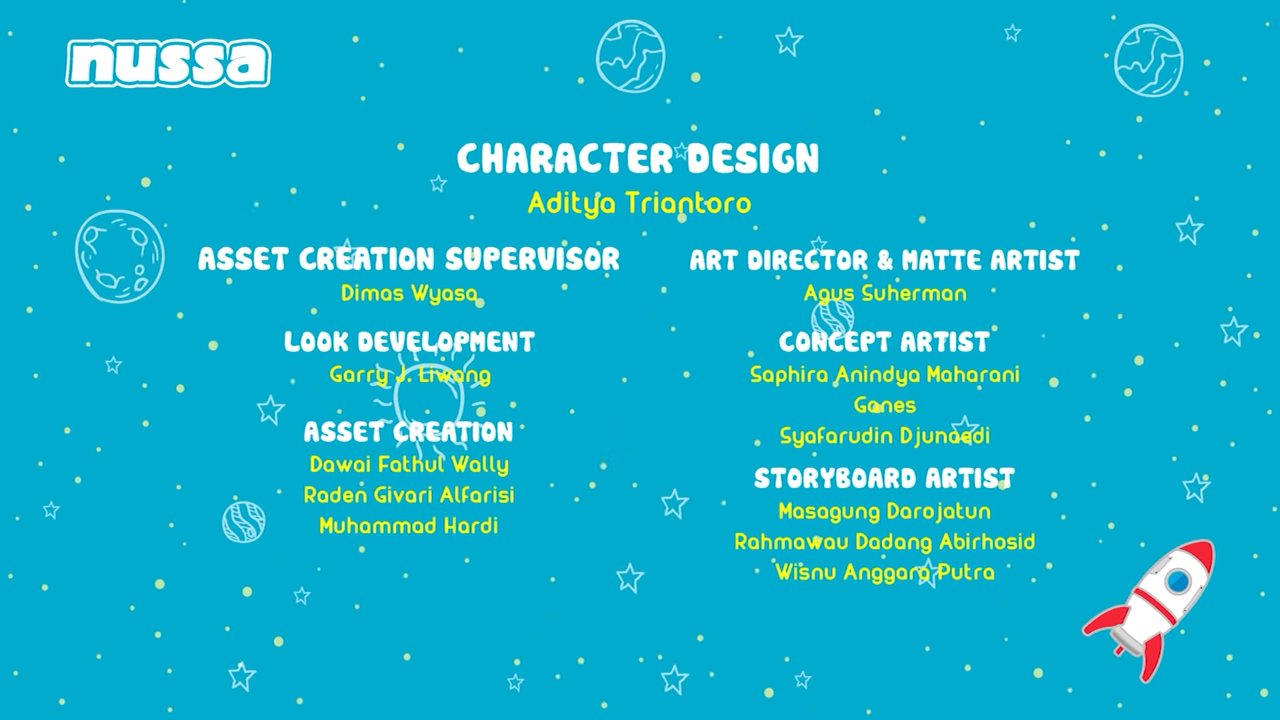 nussa
CHARACTER DESIGN
Aditya Triantoro
ASSET CREATION SUPERVISOR
Dimas Wyasa
LOOK DEVELOPMENT
Garry J. Liwang
ASSET CREATION
Dawai Fathul Wally
Raden Givari Alfarisi
Muhammad Hardi
ART DIRECTOR & MATTE ARTIST
Agus Suherman
CONCEPT ARTIST
Saphira Anindya Maharani
Ganes
Syafarudin Djunaedi
STORYBOARD ARTIST
Masagung Darojatun
Rahmawau Dadang Abirhosid
Wisnu Anggara Putra